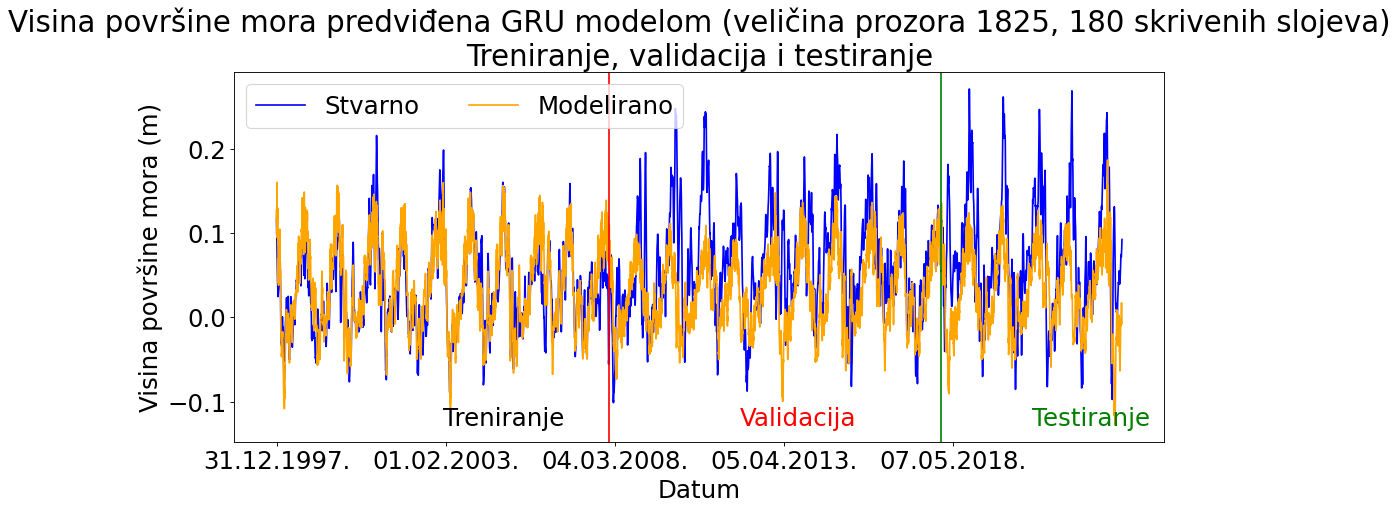 Visina površine mora predviđena GRU modelom (veličina prozora 1825, 180 skrivenih slojeva)
Treniranje, validacija i testiranje
Stvarno
Modelirano
Visina površine mora (m)
0.2
0.1
0.0
−0.1
Treniranje
Validacija
Testiranje
31.12.1997.
01.02.2003.
04.03.2008.
05.04.2013.
07.05.2018.
Datum